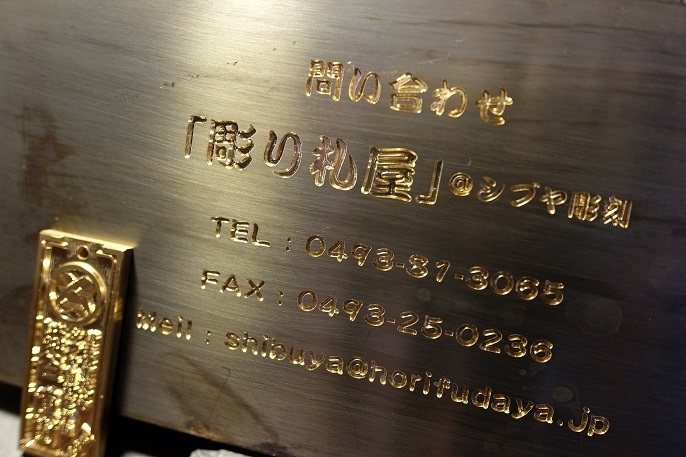 問い合わせ
「彫り札屋」@シブヤ彫刻
TEL : 0493-81-3065
FAX : 0493-25-0236
Mail : shibuya@horifudaya.jp